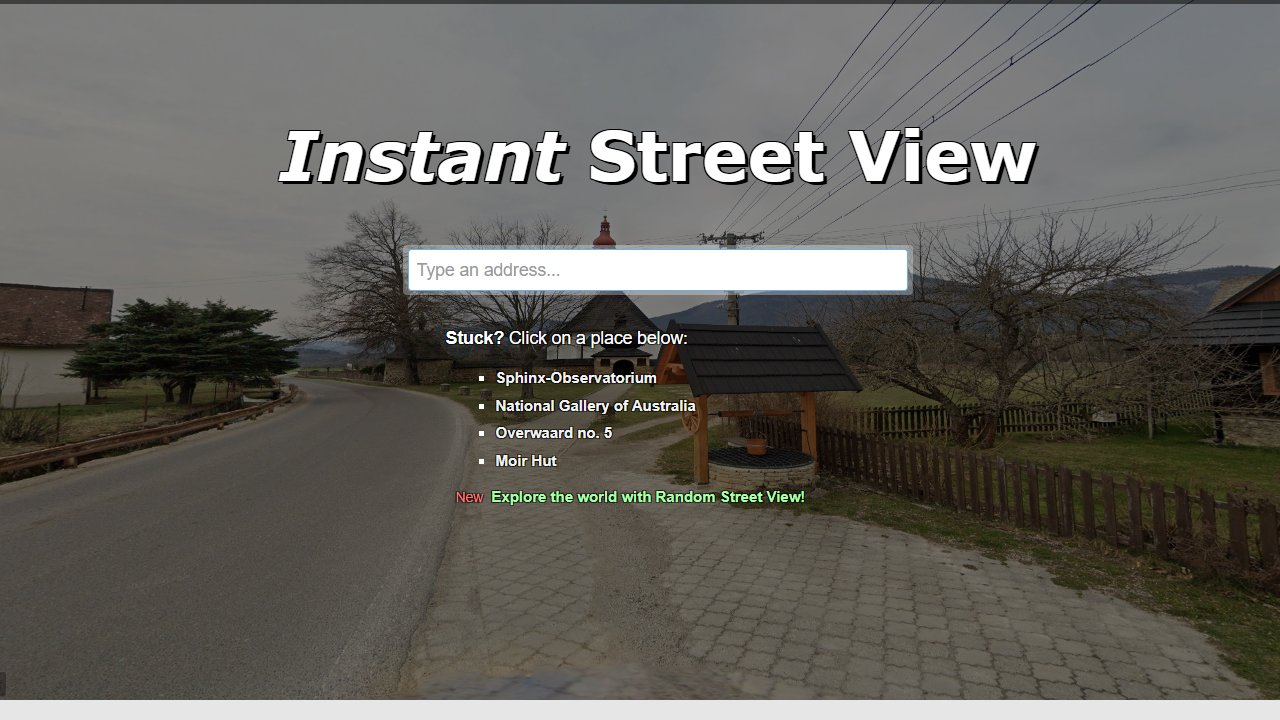 Instant Street View
Type an address...
Stuck? Click on a place below:
Sphinx-Observatorium
National Gallery of Australia
Overwaard no. 5
Moir Hut
New Explore the world with Random Street View!